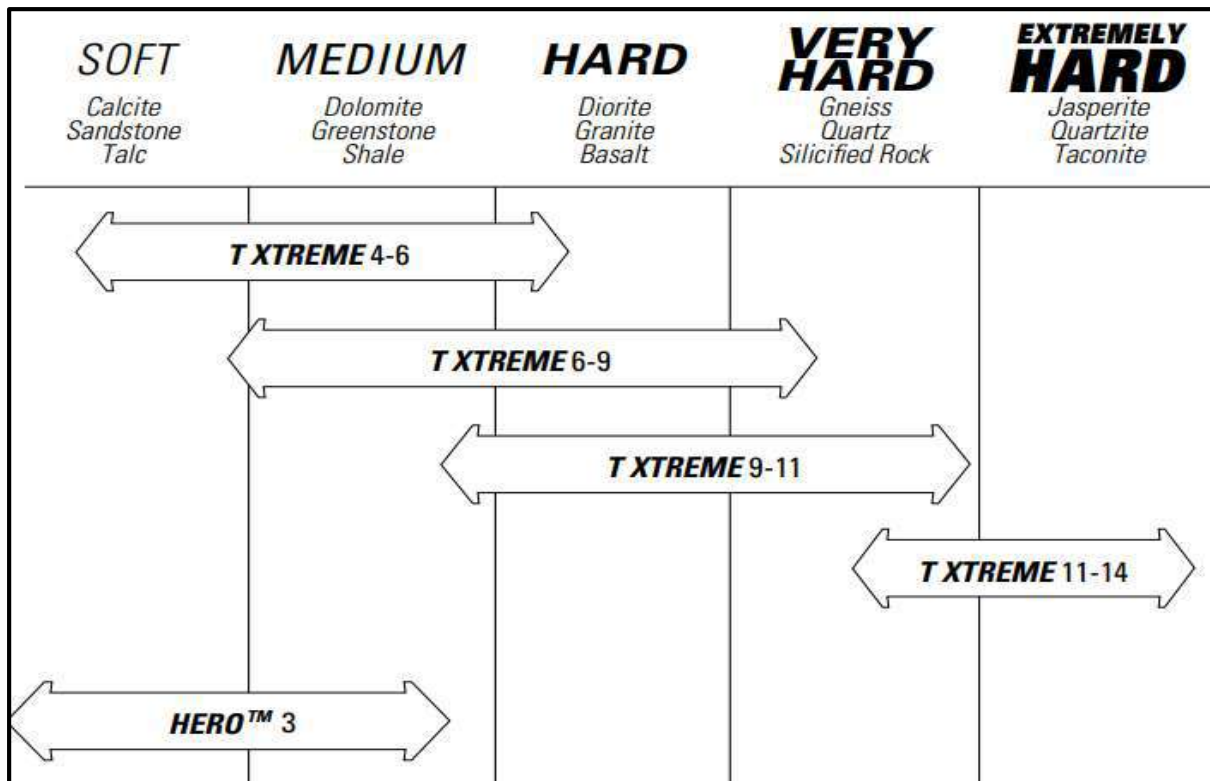 SOFT
Calcite
Sandstone
Talc
MEDIUM
Dolomite
Greenstone
Shale
HARD
Diorite
Granite
Basalt
VERY
HARD
Gneiss
Quartz
Silicified Rock
EXTREMELY
HARD
Jasperite
Quartzite
Taconite
T XTREME 4-6
T XTREME 6-9
T XTREME 9-11
T XTREME 11-14
HERO™ 3